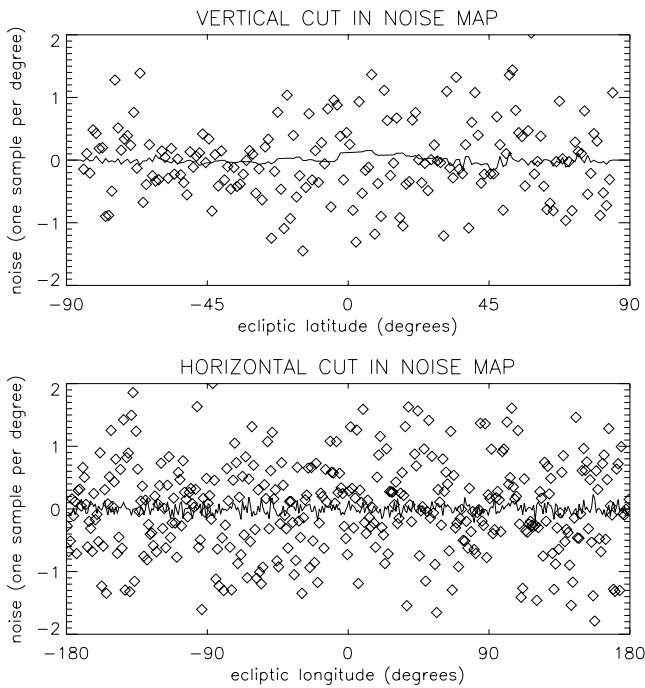 VERTICAL CUT IN NOISE MAP
noise (one sample per degree)
2
1
0
−1
−2
−90 −45 0 45 90
ecliptic latitude (degrees)
HORIZONTAL CUT IN NOISE MAP
noise (one sample per degree)
2
1
0
−1
−2
−180 −90 0 90 180
ecliptic longitude (degrees)